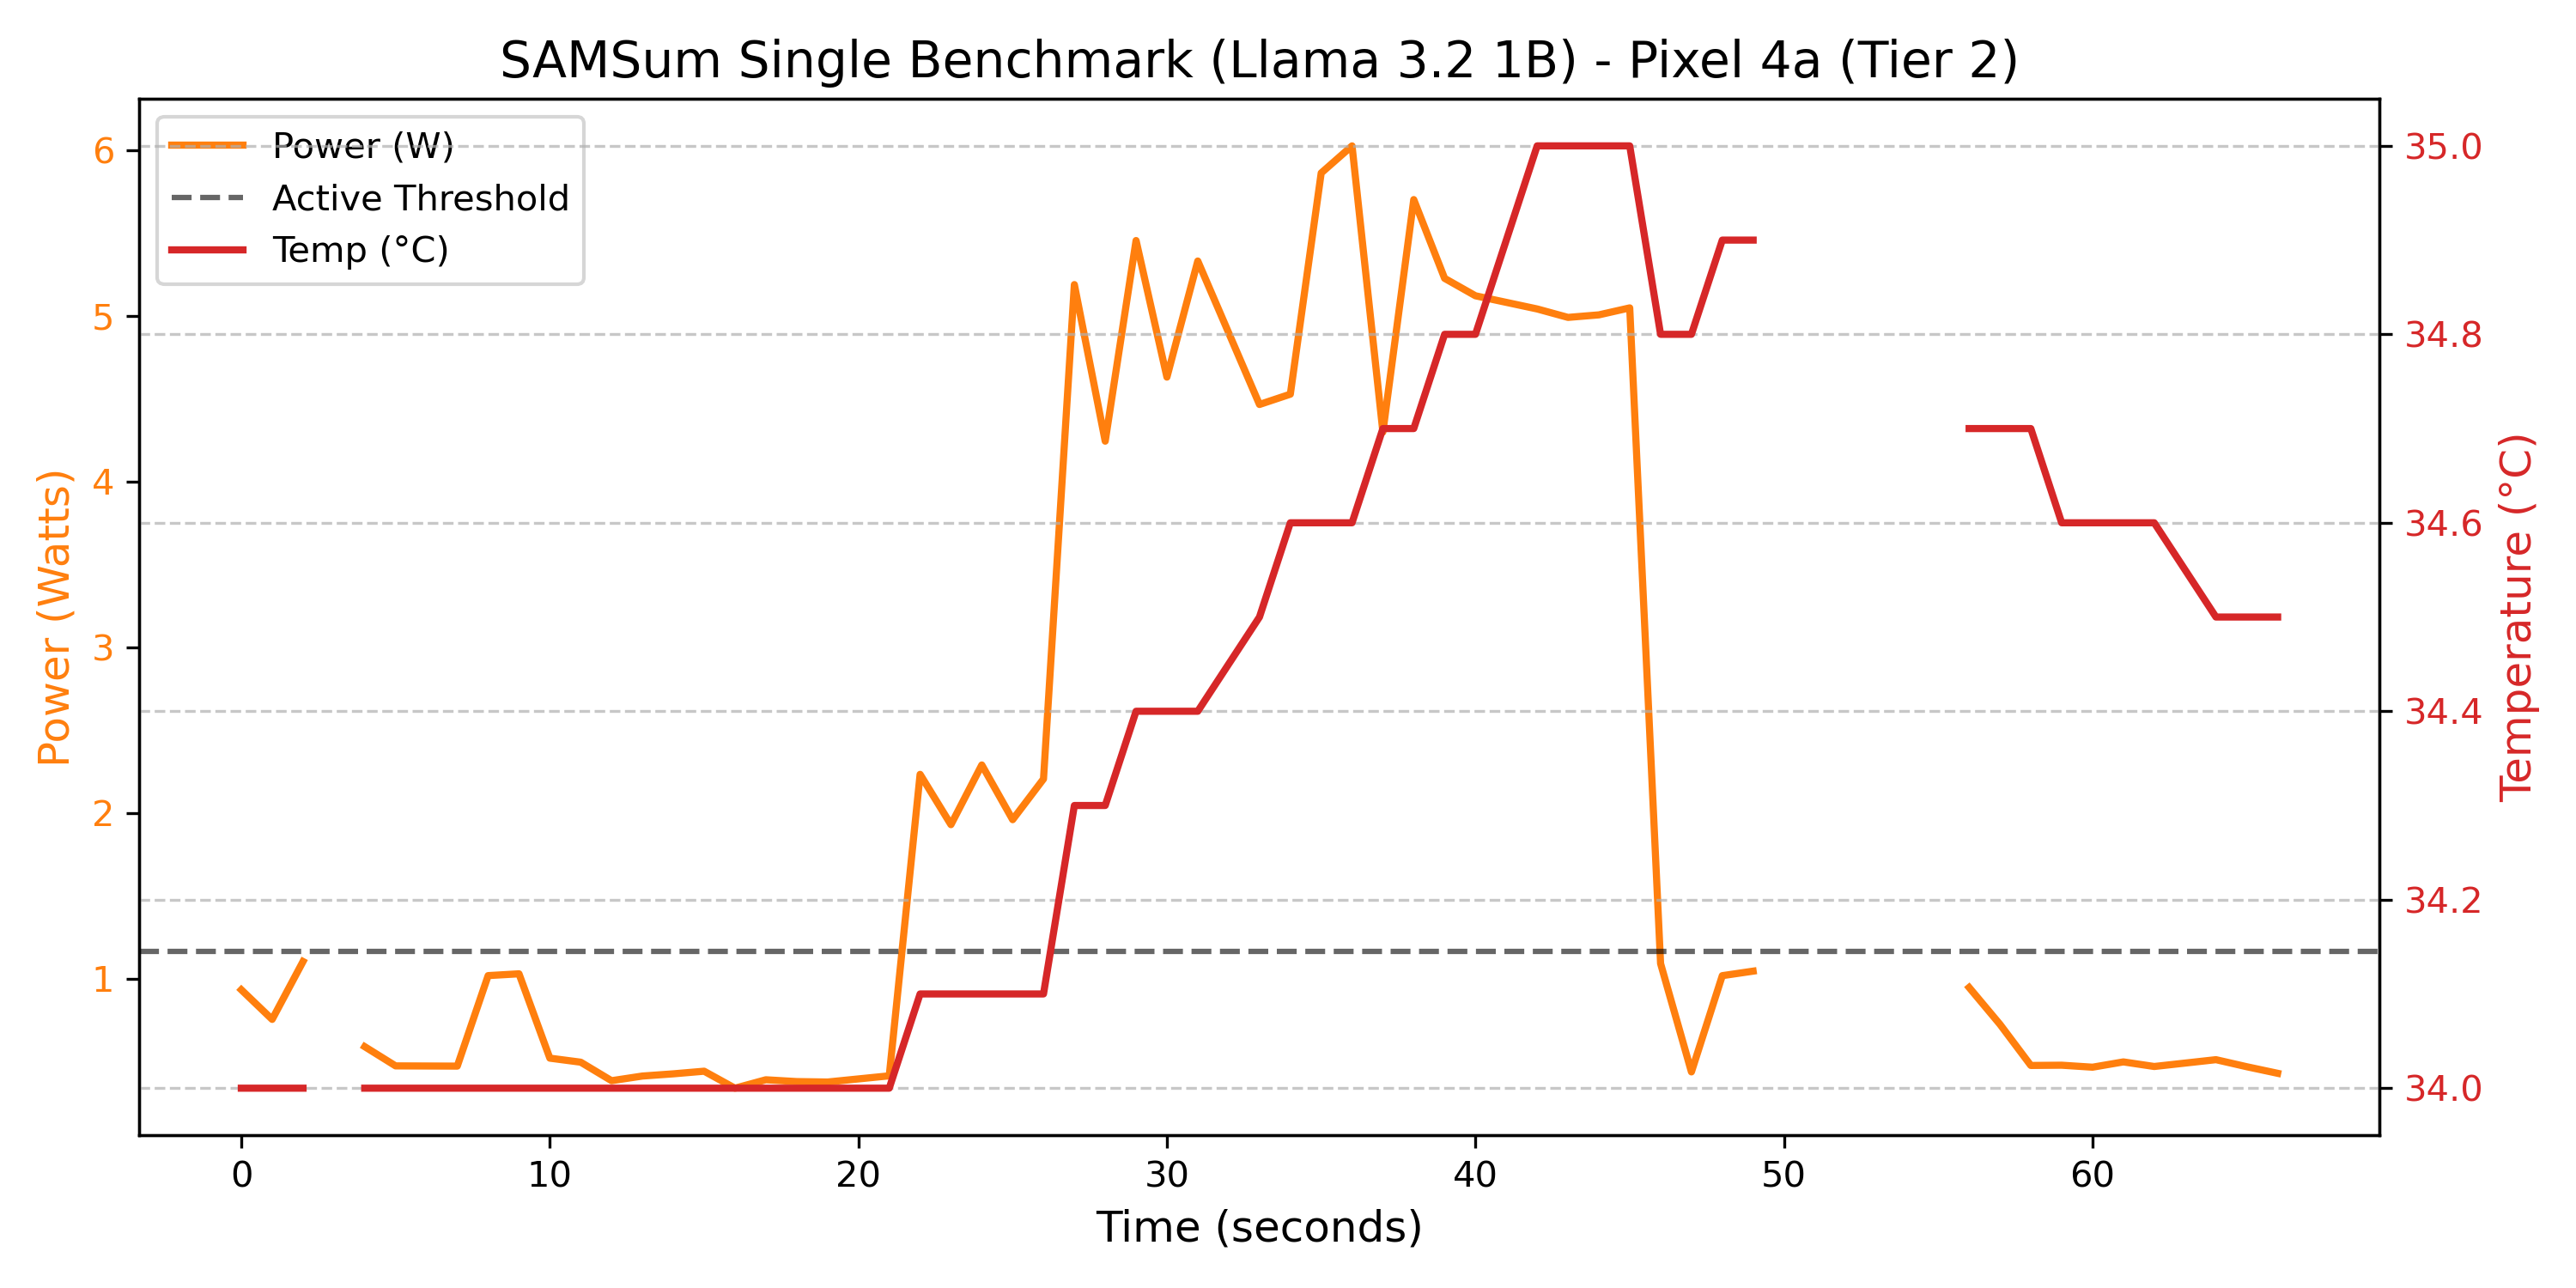 SAMSum Single Benchmark (Llama 3.2 1B) - Pixel 4a (Tier 2)
Power (W)
Active Threshold
Temp (°C)
6
5
4
3
2
1
Power (Watts)
35.0
34.8
34.6
34.4
34.2
34.0
Temperature (°C)
0 10 20 30 40 50 60
Time (seconds)